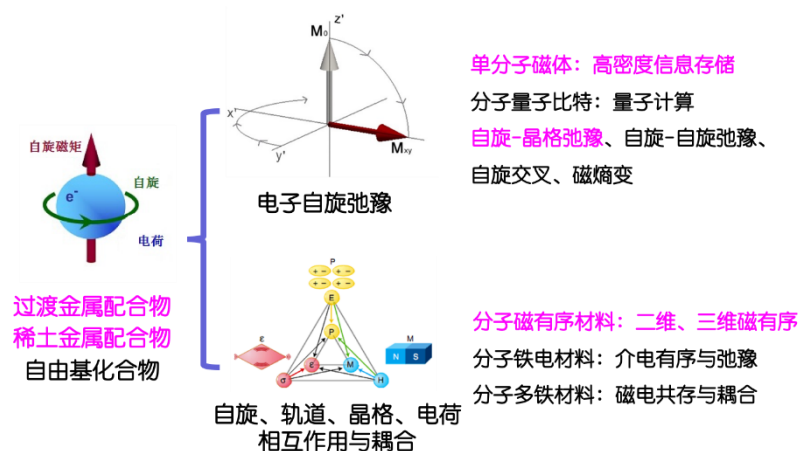 自旋磁矩
e-
自旋
电荷
过渡金属配合物
稀土金属配合物
自由基化合物
z'
M₀
x'
y'
Mxy
电子自旋弛豫
P
+ - + -
+ - + -
E
P
ε
ε
M
M
N S
σ
H
自旋、轨道、晶格、电荷
相互作用与耦合
单分子磁体：高密度信息存储
分子量子比特：量子计算
自旋-晶格弛豫、自旋-自旋弛豫、
自旋交叉、磁熵变
分子磁有序材料：二维、三维磁有序
分子铁电材料：介电有序与弛豫
分子多铁材料：磁电共存与耦合